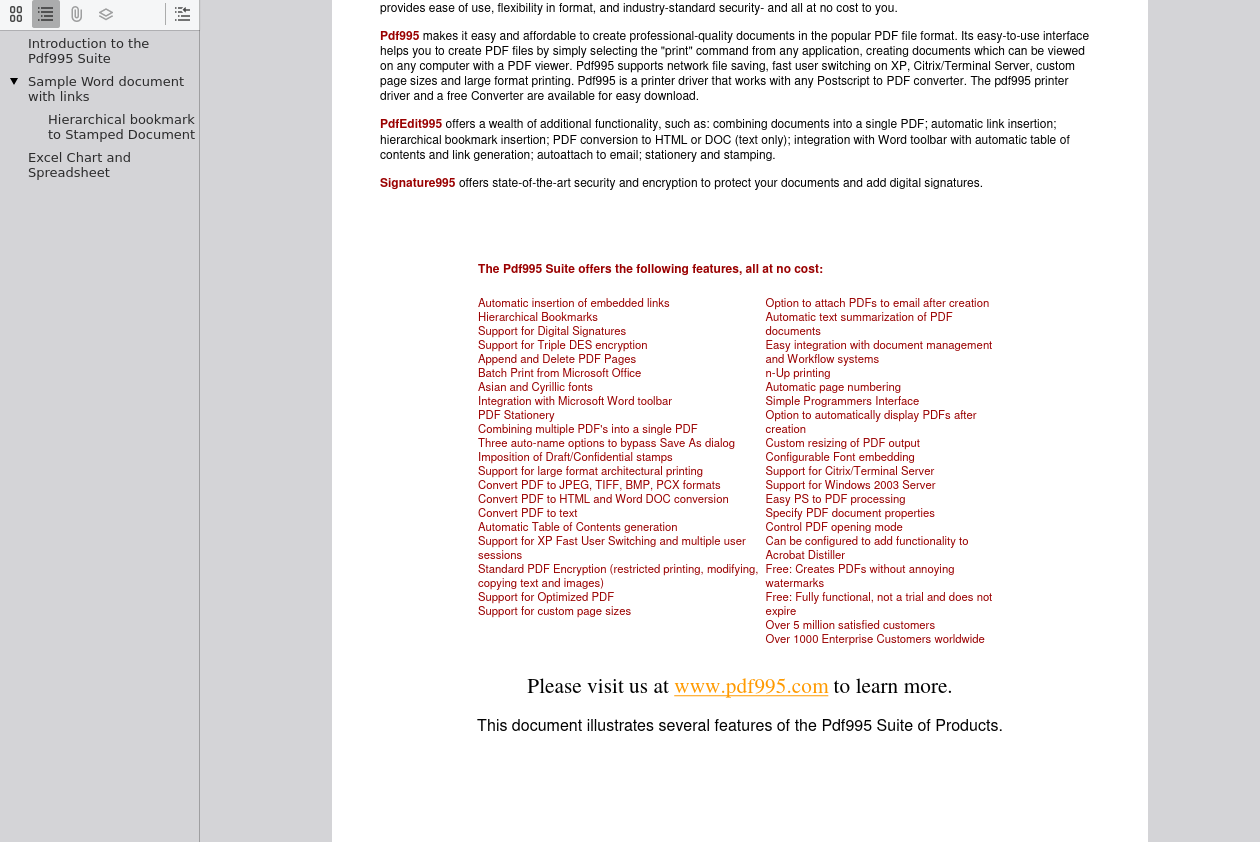 Introduction to the
Pdf995 Suite
Sample Word document
with links
Hierarchical bookmark
to Stamped Document
Excel Chart and
Spreadsheet
provides ease of use, flexibility in format, and industry-standard security- and all at no cost to you.
Pdf995 makes it easy and affordable to create professional-quality documents in the popular PDF file format. Its easy-to-use interface
helps you to create PDF files by simply selecting the "print" command from any application, creating documents which can be viewed
on any computer with a PDF viewer. Pdf995 supports network file saving, fast user switching on XP, Citrix/Terminal Server, custom
page sizes and large format printing. Pdf995 is a printer driver that works with any Postscript to PDF converter. The pdf995 printer
driver and a free Converter are available for easy download.
PdfEdit995 offers a wealth of additional functionality, such as: combining documents into a single PDF; automatic link insertion;
hierarchical bookmark insertion; PDF conversion to HTML or DOC (text only); integration with Word toolbar with automatic table of
contents and link generation; autoattach to email; stationery and stamping.
Signature995 offers state-of-the-art security and encryption to protect your documents and add digital signatures.
The Pdf995 Suite offers the following features, all at no cost:
Automatic insertion of embedded links
Hierarchical Bookmarks
Support for Digital Signatures
Support for Triple DES encryption
Append and Delete PDF Pages
Batch Print from Microsoft Office
Asian and Cyrillic fonts
Integration with Microsoft Word toolbar
PDF Stationery
Combining multiple PDF's into a single PDF
Three auto-name options to bypass Save As dialog
Imposition of Draft/Confidential stamps
Support for large format architectural printing
Convert PDF to JPEG, TIFF, BMP, PCX formats
Convert PDF to HTML and Word DOC conversion
Convert PDF to text
Automatic Table of Contents generation
Support for XP Fast User Switching and multiple user
sessions
Standard PDF Encryption (restricted printing, modifying,
copying text and images)
Support for Optimized PDF
Support for custom page sizes
Option to attach PDFs to email after creation
Automatic text summarization of PDF
documents
Easy integration with document management
and Workflow systems
n-Up printing
Automatic page numbering
Simple Programmers Interface
Option to automatically display PDFs after
creation
Custom resizing of PDF output
Configurable Font embedding
Support for Citrix/Terminal Server
Support for Windows 2003 Server
Easy PS to PDF processing
Specify PDF document properties
Control PDF opening mode
Can be configured to add functionality to
Acrobat Distiller
Free: Creates PDFs without annoying
watermarks
Free: Fully functional, not a trial and does not
expire
Over 5 million satisfied customers
Over 1000 Enterprise Customers worldwide
Please visit us at www.pdf995.com to learn more.
This document illustrates several features of the Pdf995 Suite of Products.